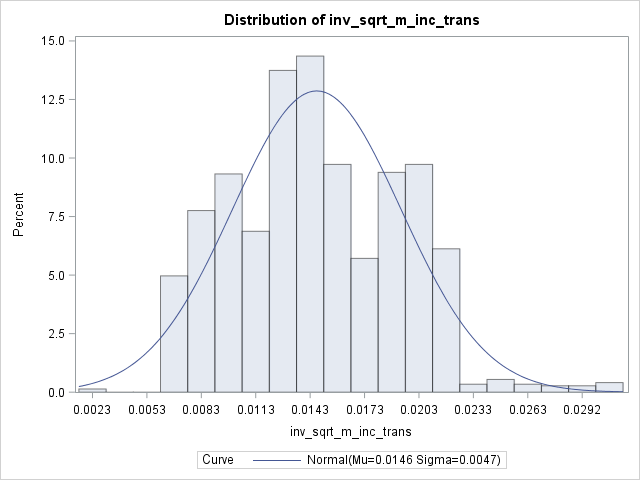 Distribution of inv_sqrt_m_inc_trans
15.0
12.5
10.0
7.5
5.0
2.5
0.0
Percent
0.0023 0.0053 0.0083 0.0113 0.0143 0.0173 0.0203 0.0233 0.0263 0.0292
inv_sqrt_m_inc_trans
Curve Normal(Mu=0.0146 Sigma=0.0047)